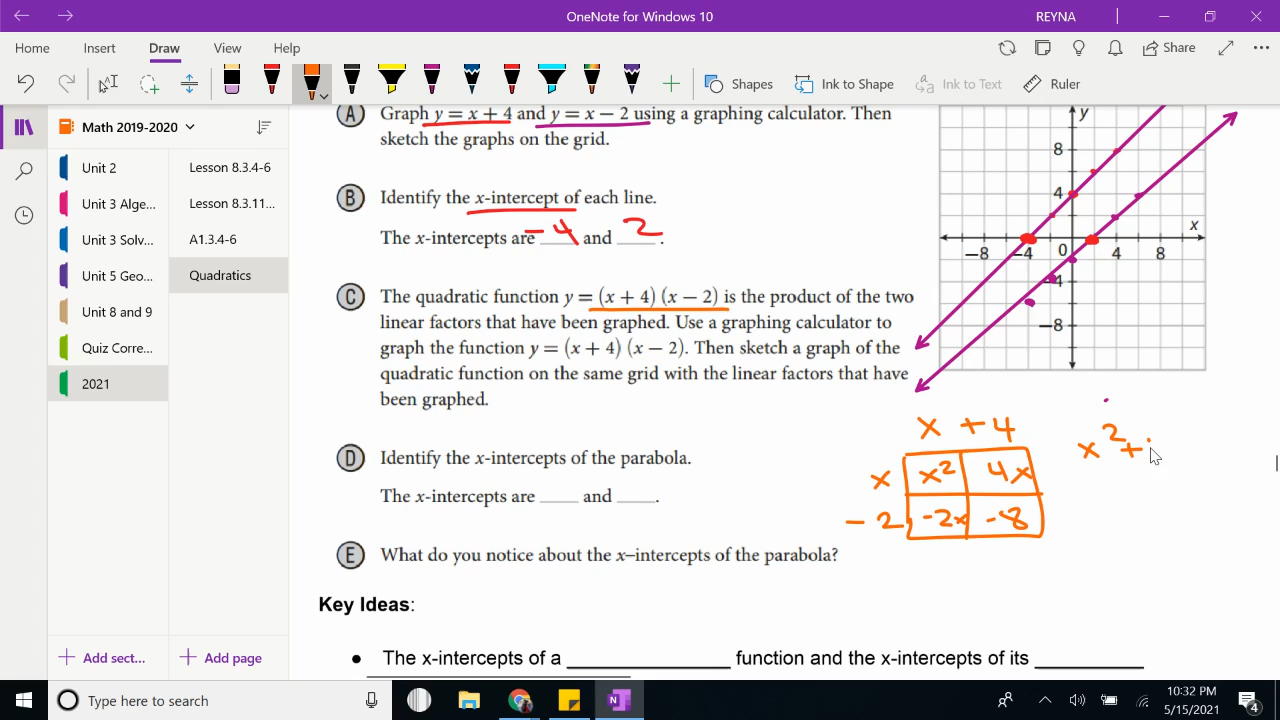 OneNote for Windows 10
REYNA
Home Insert Draw View Help
Share
Shapes
Ink to Shape
Ink to Text
Ruler
Math 2019-2020
Unit 2
Unit 3 Alge...
Unit 3 Solv...
Unit 5 Geo...
Unit 8 and 9
Quiz Corre...
2021
Lesson 8.3.4-6
Lesson 8.3.11...
A1.3.4-6
Quadratics
Add sect...
Add page
A Graph y = x + 4 and y = x − 2 using a graphing calculator. Then
sketch the graphs on the grid.
B Identify the x-intercept of each line.
The x-intercepts are -4 and 2.
C The quadratic function y = (x + 4) (x − 2) is the product of the two
linear factors that have been graphed. Use a graphing calculator to
graph the function y = (x + 4) (x − 2). Then sketch a graph of the
quadratic function on the same grid with the linear factors that have
been graphed.
D Identify the x-intercepts of the parabola.
The x-intercepts are ____ and ____.
E What do you notice about the x–intercepts of the parabola?
Key Ideas:
• The x-intercepts of a ______________ function and the x-intercepts of its _________
y
8
4
x
−8 −4 0 4 8
−4
−8
x + 4
x x² 4x
- 2 -2x -8
x² +
Type here to search
10:32 PM
5/15/2021
4